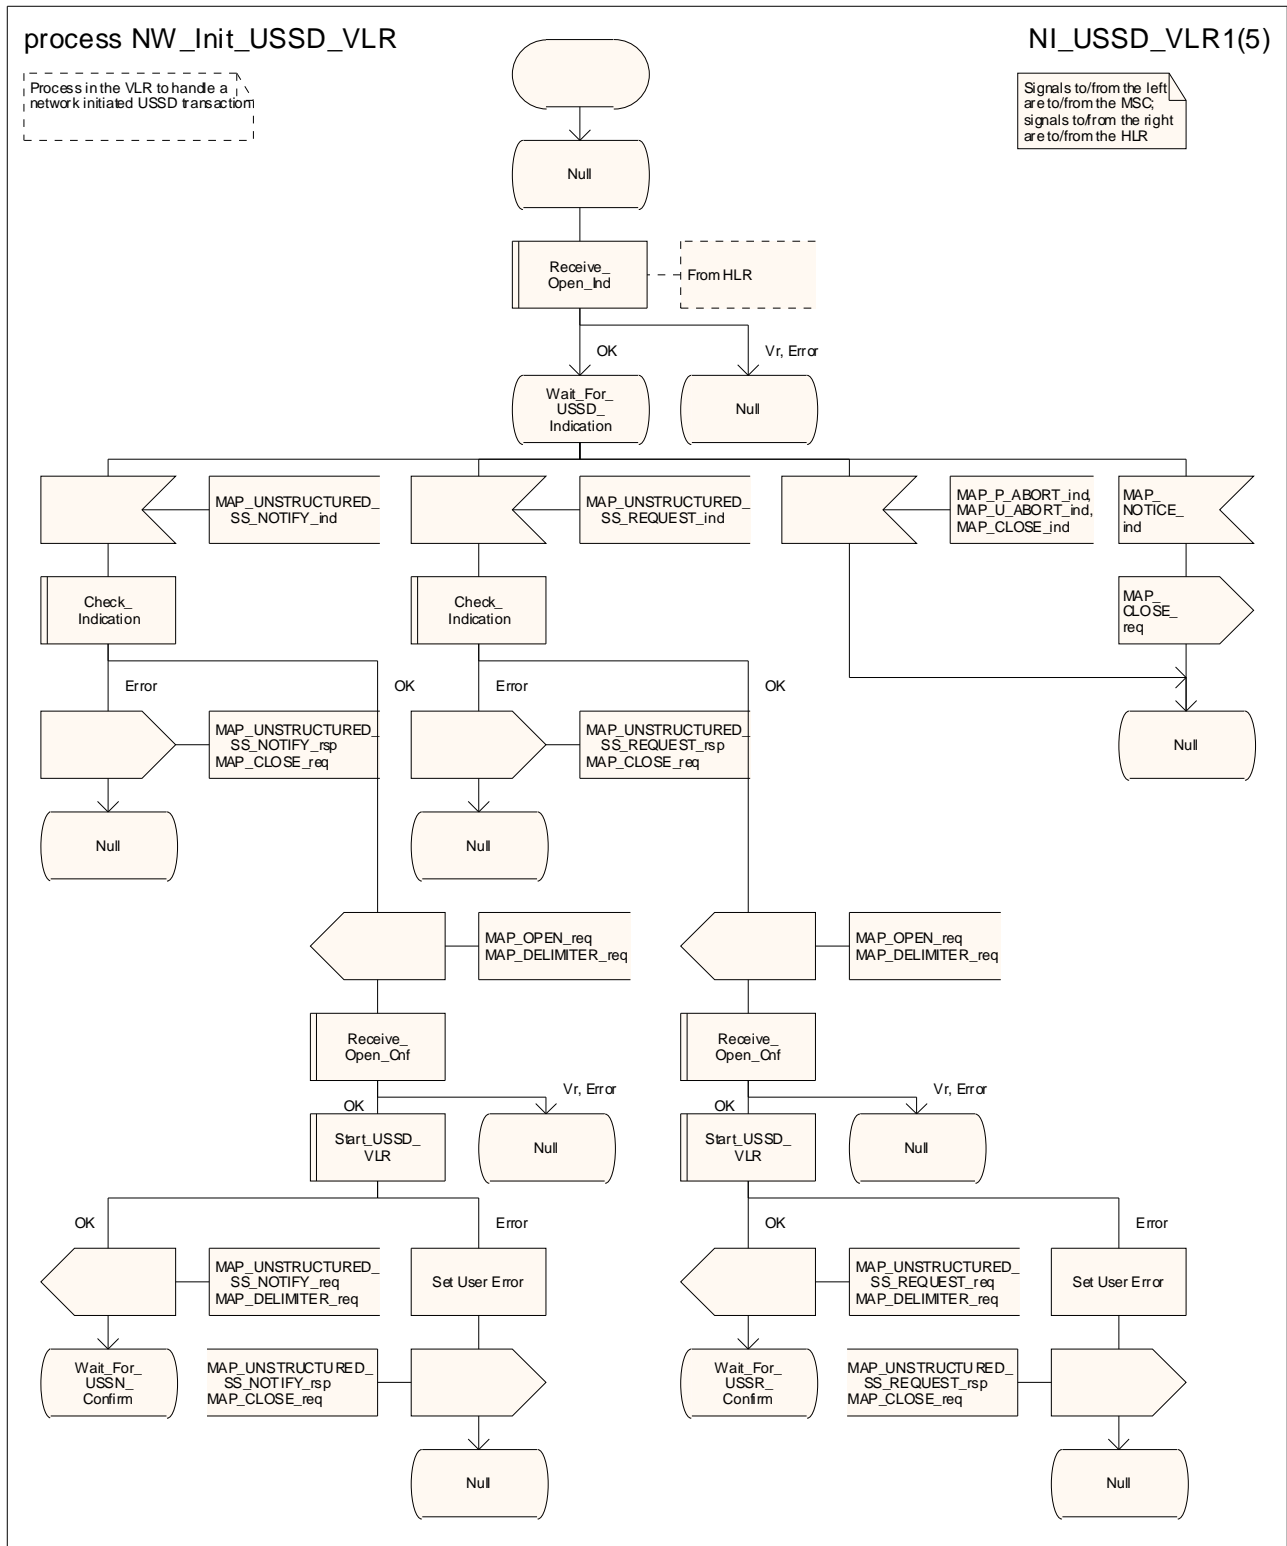 process NW_Init_USSD_VLR
NI_USSD_VLR1(5)
Process in the VLR to handle a
network initiated USSD transaction
Signals to/from the left
are to/from the MSC;
signals to/from the right
are to/from the HLR
Null
Receive_
Open_Ind
From HLR
OK
Vr, Error
Wait_For_
USSD_
Indication
Null
MAP_UNSTRUCTURED_
SS_NOTIFY_ind
MAP_UNSTRUCTURED_
SS_REQUEST_ind
MAP_P_ABORT_ind,
MAP_U_ABORT_ind,
MAP_CLOSE_ind
MAP_
NOTICE_
ind
Check_
Indication
Check_
Indication
MAP_
CLOSE_
req
Error
OK
Error
OK
MAP_UNSTRUCTURED_
SS_NOTIFY_rsp
MAP_CLOSE_req
MAP_UNSTRUCTURED_
SS_REQUEST_rsp
MAP_CLOSE_req
Null
Null
Null
MAP_OPEN_req
MAP_DELIMITER_req
MAP_OPEN_req
MAP_DELIMITER_req
Receive_
Open_Cnf
Receive_
Open_Cnf
OK
Vr, Error
OK
Vr, Error
Start_USSD_
VLR
Null
Start_USSD_
VLR
Null
OK
Error
OK
Error
MAP_UNSTRUCTURED_
SS_NOTIFY_req
MAP_DELIMITER_req
Set User Error
MAP_UNSTRUCTURED_
SS_REQUEST_req
MAP_DELIMITER_req
Set User Error
Wait_For_
USSN_
Confirm
MAP_UNSTRUCTURED_
SS_NOTIFY_rsp
MAP_CLOSE_req
Wait_For_
USSR_
Confirm
MAP_UNSTRUCTURED_
SS_REQUEST_rsp
MAP_CLOSE_req
Null
Null